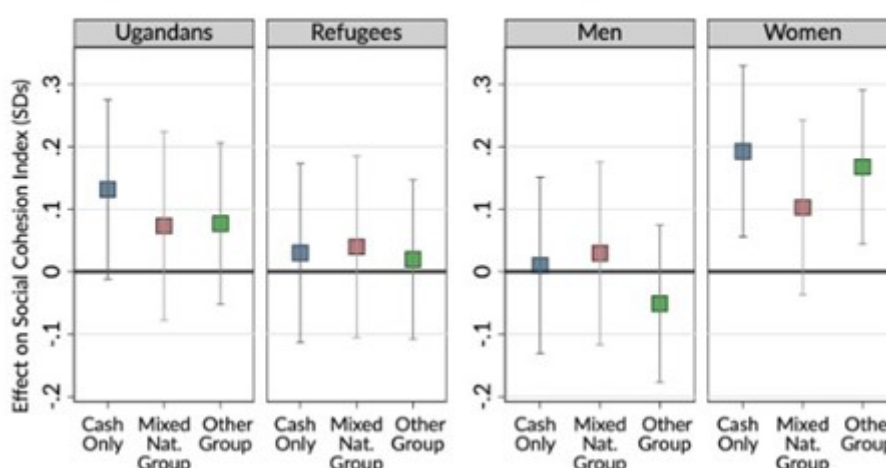 Ugandans
Refugees
Men
Women
Effect on Social Cohesion Index (SDs)
.3
.2
.1
0
-.1
-.2
.3
.2
.1
0
-.1
-.2
Cash Only
Mixed Nat. Group
Other Group
Cash Only
Mixed Nat. Group
Other Group
Cash Only
Mixed Nat. Group
Other Group
Cash Only
Mixed Nat. Group
Othe
Group